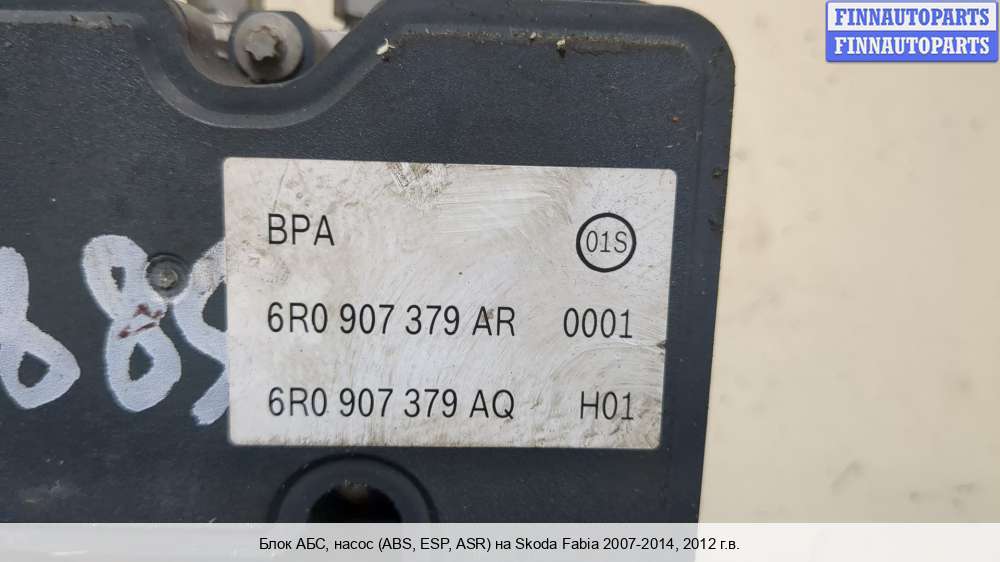 FINNAUTOPARTS
FINNAUTOPARTS
BPA 01S
6R0 907 379 AR 0001
6R0 907 379 AQ H01
Блок АБС, насос (ABS, ESP, ASR) на Skoda Fabia 2007-2014, 2012 г.в.